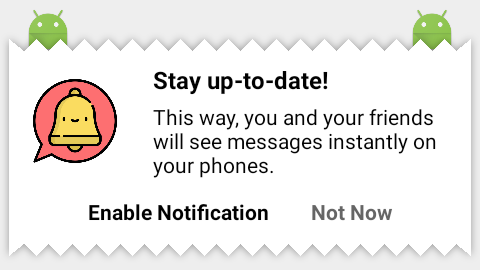 Stay up-to-date!
This way, you and your friends
will see messages instantly on
your phones.
Enable Notification
Not Now